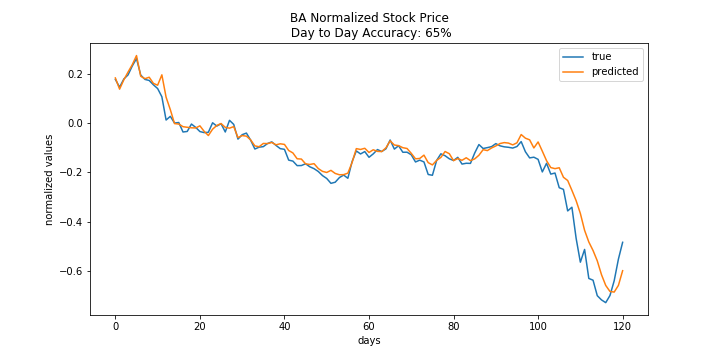 BA Normalized Stock Price
Day to Day Accuracy: 65%
true
predicted
normalized values
0.2
0.0
−0.2
−0.4
−0.6
0
20
40
60
80
100
120
days